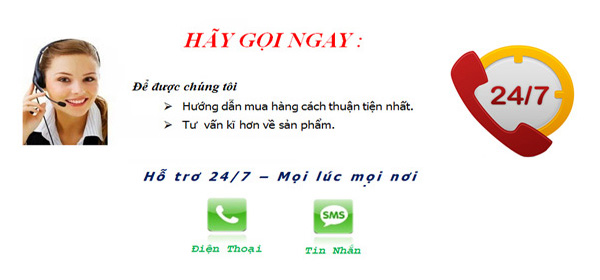 HÃY GỌI NGAY :
Để được chúng tôi
➢ Hướng dẫn mua hàng cách thuận tiện nhất.
➢ Tư vấn kĩ hơn về sản phẩm.
24/7
Hỗ trơ 24/7 – Mọi lúc mọi nơi
SMS
Điện Thoại
Tin Nhắn